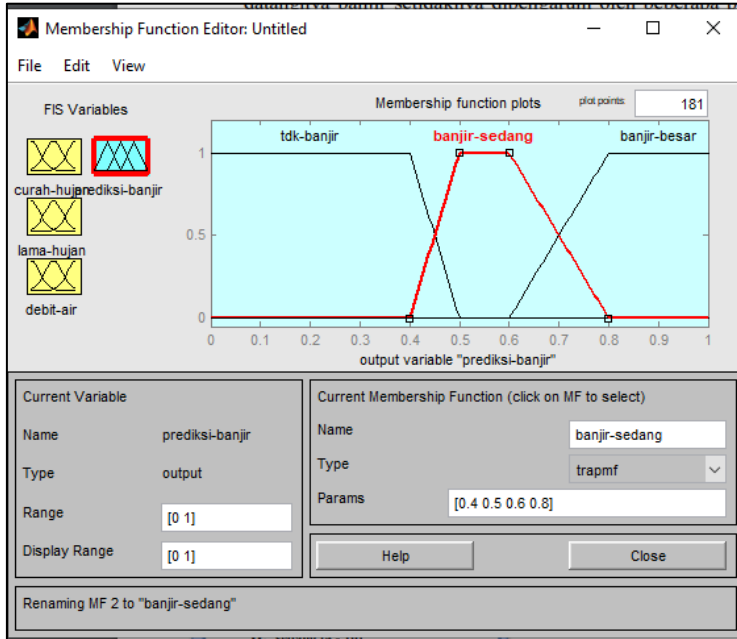 Membership Function Editor: Untitled
File Edit View
FIS Variables
curah-hujan
prediksi-banjir
lama-hujan
debit-air
Membership function plots
plot points:
181
tdk-banjir
banjir-sedang
banjir-besar
1
0.5
0
0 0.1 0.2 0.3 0.4 0.5 0.6 0.7 0.8 0.9 1
output variable "prediksi-banjir"
Current Variable
Name prediksi-banjir
Type output
Range [0 1]
Display Range [0 1]
Current Membership Function (click on MF to select)
Name banjir-sedang
Type trapmf
Params [0.4 0.5 0.6 0.8]
Help Close
Renaming MF 2 to "banjir-sedang"